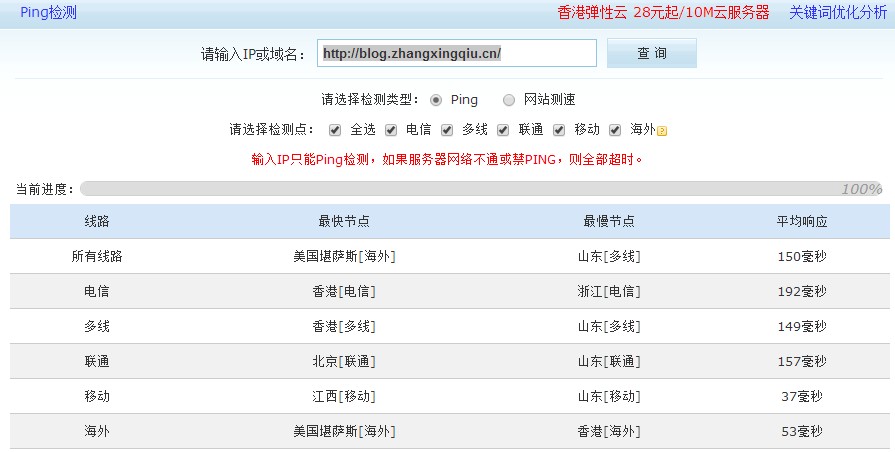 Ping检测 香港弹性云 28元起/10M云服务器 关键词优化分析
请输入IP或域名： http://blog.zhangxingqiu.cn/ 查 询
请选择检测类型： Ping 网站测速
请选择检测点： 全选 电信 多线 联通 移动 海外 ?
输入IP只能Ping检测，如果服务器网络不通或禁PING，则全部超时。
当前进度： 100%
线路 最快节点 最慢节点 平均响应
所有线路 美国堪萨斯[海外] 山东[多线] 150毫秒
电信 香港[电信] 浙江[电信] 192毫秒
多线 香港[多线] 山东[多线] 149毫秒
联通 北京[联通] 山东[联通] 157毫秒
移动 江西[移动] 山东[移动] 37毫秒
海外 美国堪萨斯[海外] 香港[海外] 53毫秒